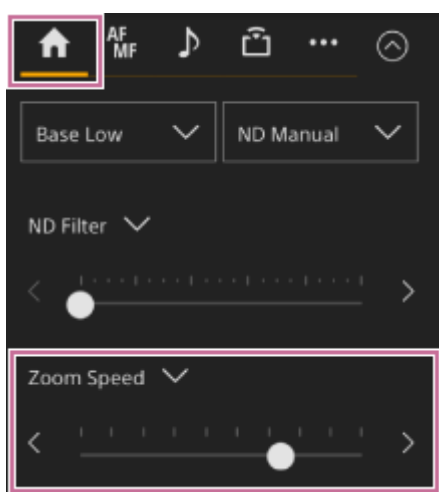 AF
MF
Base Low
ND Manual
ND Filter
Zoom Speed